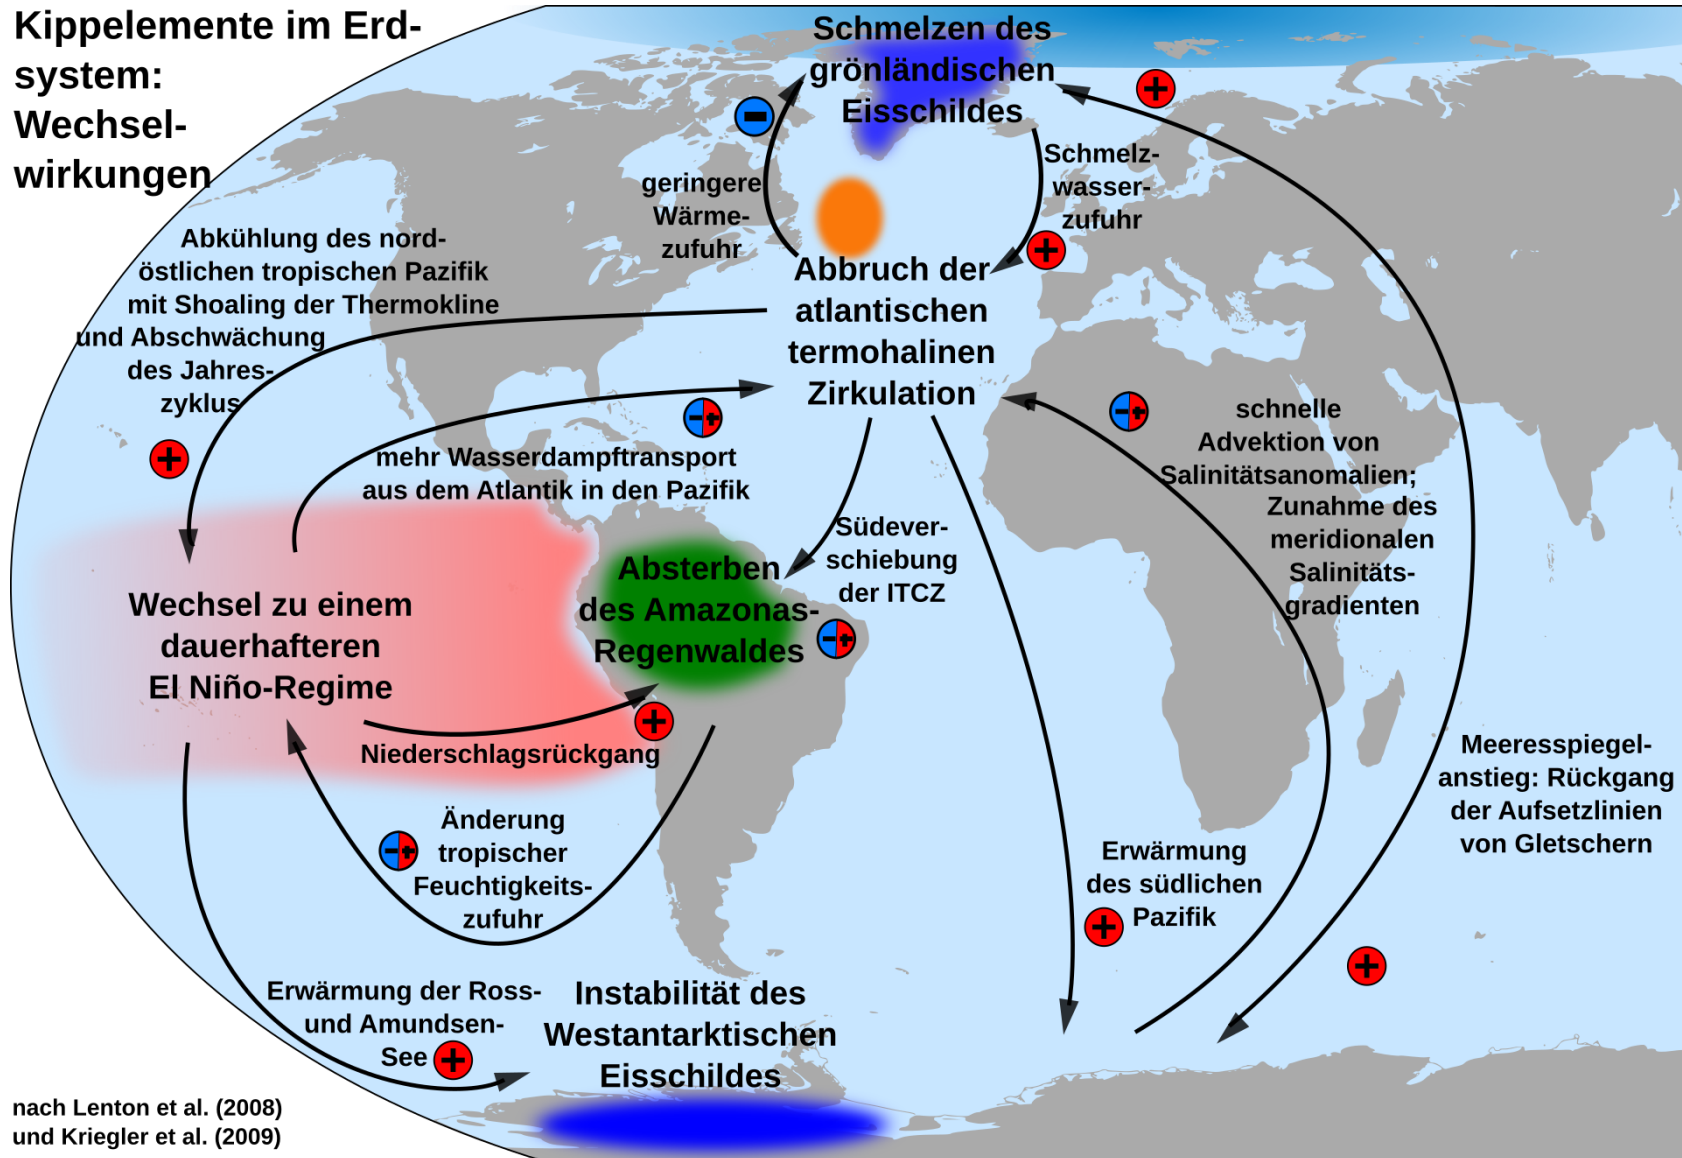 Kippelemente im Erd-
system:
Wechsel-
wirkungen
Schmelzen des
grönländischen
Eisschildes
geringere
Wärme-
zufuhr
Schmelz-
wasser-
zufuhr
Abkühlung des nord-
östlichen tropischen Pazifik
mit Shoaling der Thermokline
und Abschwächung
des Jahres-
zyklus
Abbruch der
atlantischen
termohalinen
Zirkulation
mehr Wasserdampftransport
aus dem Atlantik in den Pazifik
schnelle
Advektion von
Salinitätsanomalien;
Zunahme des
meridionalen
Salinitäts-
gradienten
Südever-
schiebung
der ITCZ
Absterben
des Amazonas-
Regenwaldes
Wechsel zu einem
dauerhafteren
El Niño-Regime
Niederschlagsrückgang
Änderung
tropischer
Feuchtigkeits-
zufuhr
Meeresspiegel-
anstieg: Rückgang
der Aufsetzlinien
von Gletschern
Erwärmung
des südlichen
Pazifik
Erwärmung der Ross-
und Amundsen-
See
Instabilität des
Westantarktischen
Eisschildes
nach Lenton et al. (2008)
und Kriegler et al. (2009)